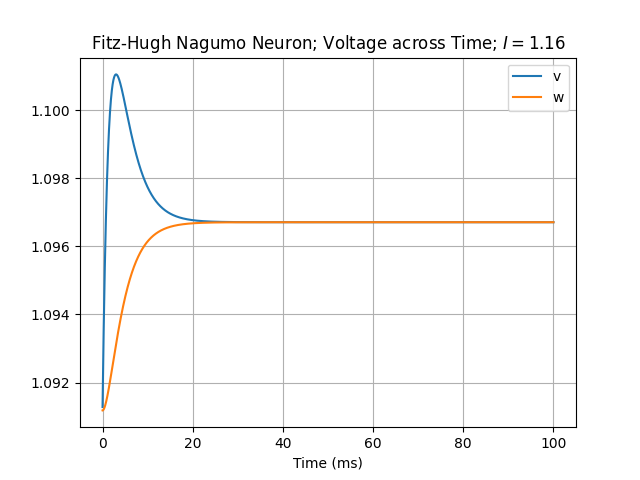 Fitz-Hugh Nagumo Neuron; Voltage across Time; I = 1.16
v
w
1.100
1.098
1.096
1.094
1.092
0
20
40
60
80
100
Time (ms)